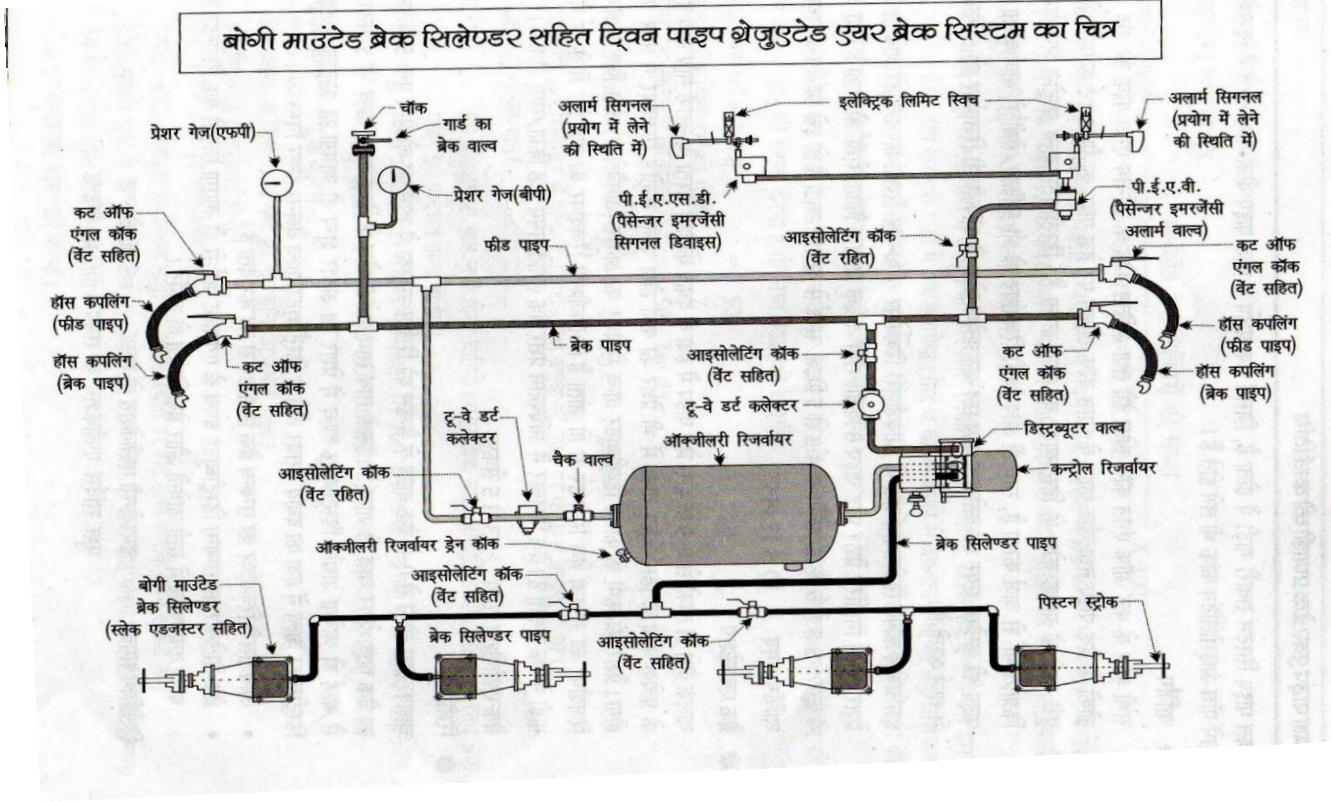 बोगी माउंटेड ब्रेक सिलेण्डर सहित ट्विन पाइप ग्रेजुएटेड एयर ब्रेक सिस्टम का चित्र
चॉक
गार्ड का
ब्रेक वाल्व
प्रेशर गेज(एफपी)
प्रेशर गेज(बीपी)
अलार्म सिगनल
(प्रयोग में लेने
की स्थिति में)
इलेक्ट्रिक लिमिट स्विच
अलार्म सिगनल
(प्रयोग में लेने
की स्थिति में)
पी.ई.ए.एस.डी.
(पैसेन्जर इमरजेंसी
सिगनल डिवाइस)
पी.ई.ए.वी.
(पैसेन्जर इमरजेंसी
अलार्म वाल्व)
कट ऑफ
एंगल कॉक
(वेंट सहित)
फीड पाइप
आइसोलेटिंग कॉक
(वेंट रहित)
कट ऑफ
एंगल कॉक
(वेंट सहित)
हॉस कपलिंग
(फीड पाइप)
हॉस कपलिंग
(ब्रेक पाइप)
कट ऑफ
एंगल कॉक
(वेंट सहित)
ब्रेक पाइप
आइसोलेटिंग कॉक
(वेंट सहित)
कट ऑफ
एंगल कॉक
(वेंट सहित)
हॉस कपलिंग
(फीड पाइप)
हॉस कपलिंग
(ब्रेक पाइप)
टू-वे डर्ट कलेक्टर
टू-वे डर्ट
कलेक्टर
ऑक्जीलरी रिजर्वायर
डिस्ट्रब्यूटर वाल्व
चैक वाल्व
आइसोलेटिंग कॉक
(वेंट रहित)
कन्ट्रोल रिजर्वायर
ऑक्जीलरी रिजर्वायर ड्रेन कॉक
ब्रेक सिलेण्डर पाइप
आइसोलेटिंग कॉक
(वेंट सहित)
बोगी माउंटेड
ब्रेक सिलेण्डर
(स्लेक एडजस्टर सहित)
ब्रेक सिलेण्डर पाइप
आइसोलेटिंग कॉक
(वेंट सहित)
पिस्टन स्ट्रोक